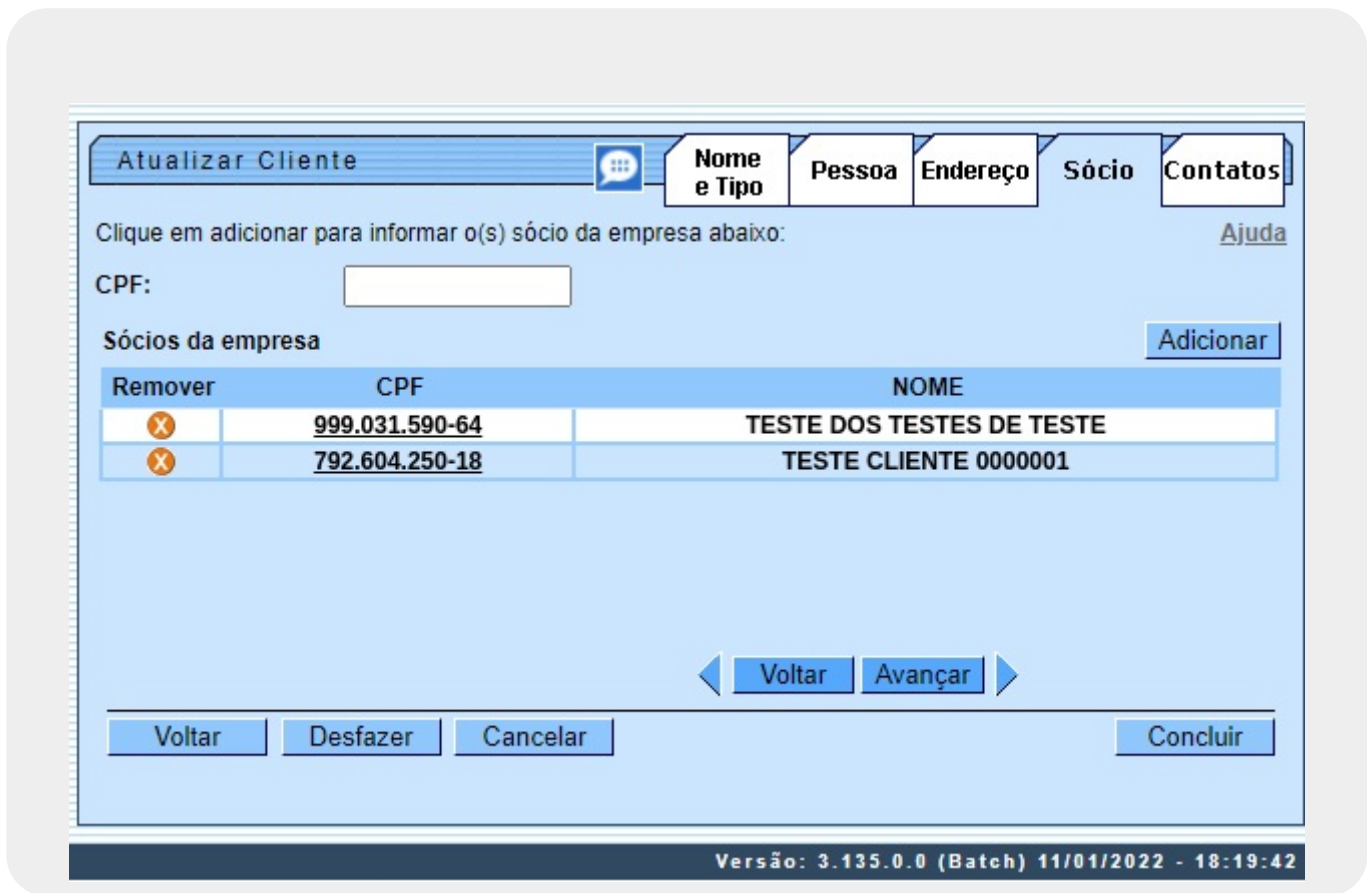 Atualizar Cliente
Nome e Tipo
Pessoa
Endereço
Sócio
Contatos
Clique em adicionar para informar o(s) sócio da empresa abaixo:
Ajuda
CPF:
Sócios da empresa
Adicionar
Remover CPF NOME
X 999.031.590-64 TESTE DOS TESTES DE TESTE
X 792.604.250-18 TESTE CLIENTE 0000001
Voltar Avançar
Voltar Desfazer Cancelar Concluir
Versão: 3.135.0.0 (Batch) 11/01/2022 - 18:19:42